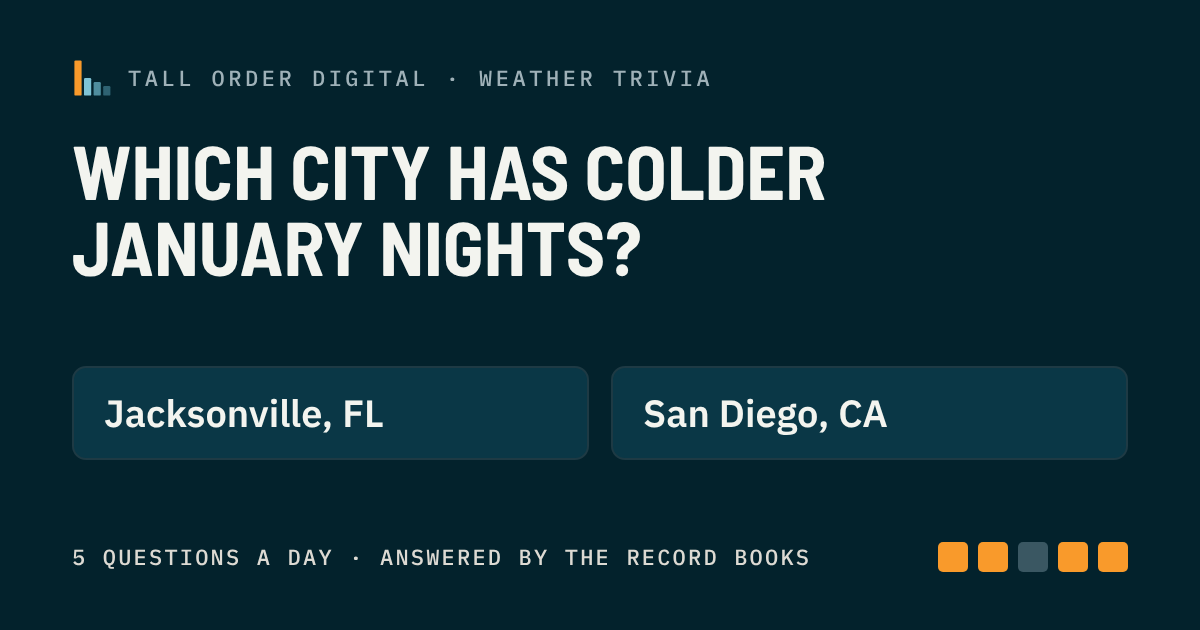 TALL ORDER DIGITAL · WEATHER TRIVIA
WHICH CITY HAS COLDER
JANUARY NIGHTS?
Jacksonville, FL
San Diego, CA
5 QUESTIONS A DAY · ANSWERED BY THE RECORD BOOKS